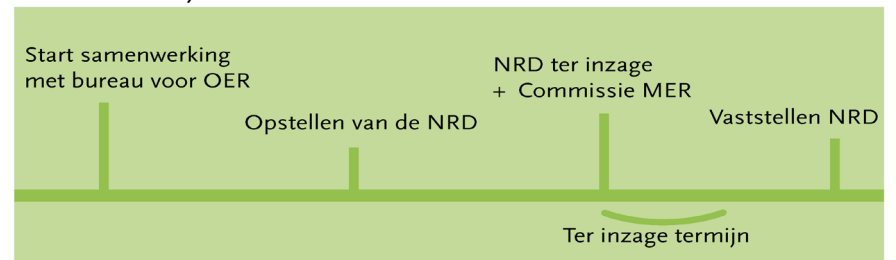 Start samenwerking
met bureau voor OER
Opstellen van de NRD
NRD ter inzage
+ Commissie MER
Vaststellen NRD
Ter inzage termijn